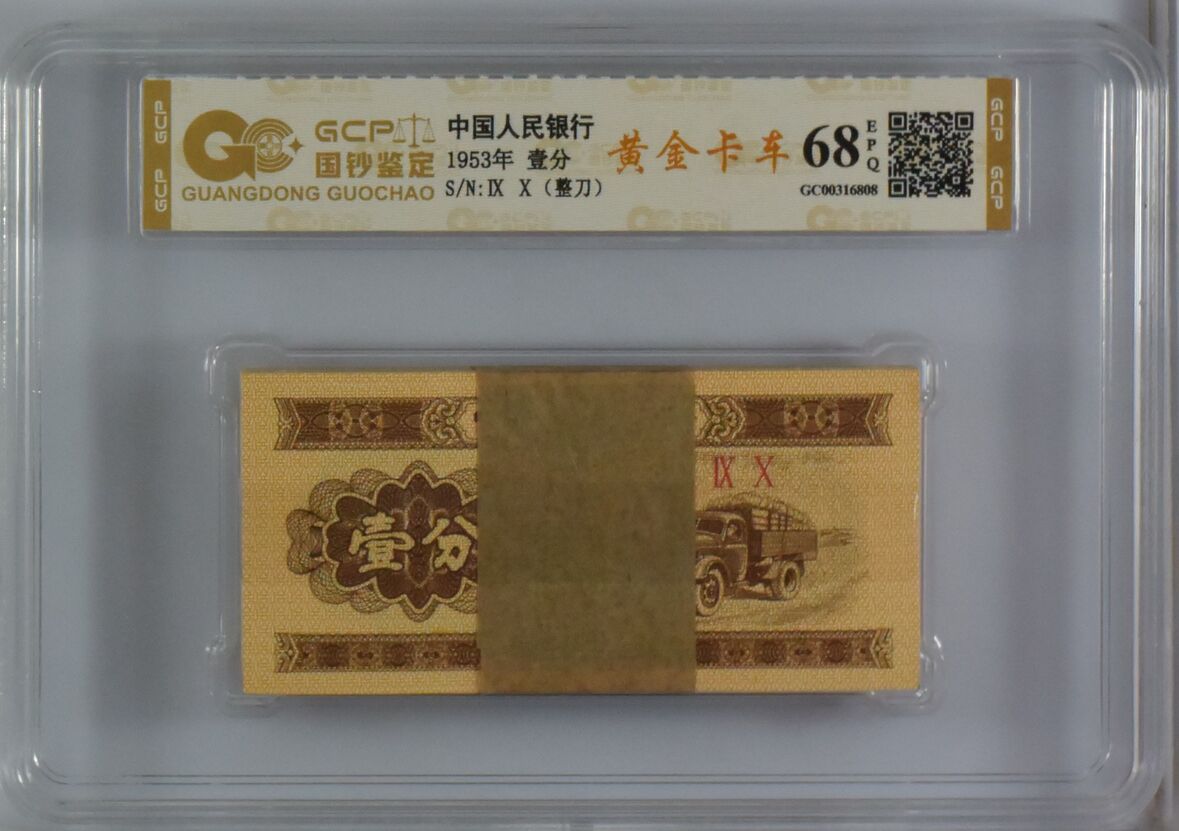 GCP
GCP
GCP
国钞鉴定
GUANGDONG GUOCHAO
中国人民银行
1953年 壹分
S/N:Ⅸ Ⅹ（整刀）
黄金卡车
68
EPQ
GC00316808
GCP
GCP
Ⅸ Ⅹ
壹分